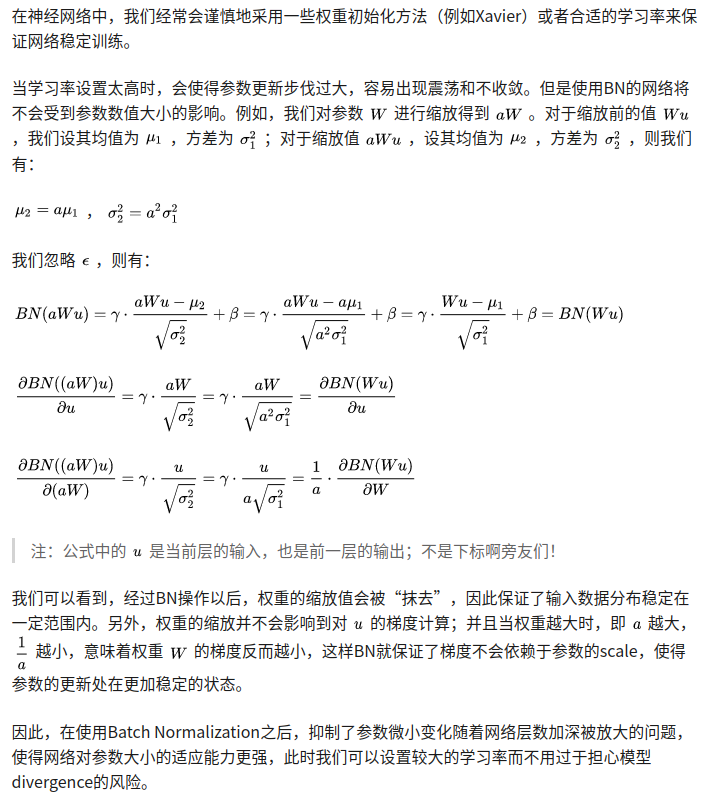 在神经网络中，我们经常会谨慎地采用一些权重初始化方法（例如Xavier）或者合适的学习率来保
证网络稳定训练。
当学习率设置太高时，会使得参数更新步伐过大，容易出现震荡和不收敛。但是使用BN的网络将
不会受到参数数值大小的影响。例如，我们对参数 $W$ 进行缩放得到 $aW$ 。对于缩放前的值 $Wu$
，我们设其均值为 $\mu_1$ ，方差为 $\sigma_1^2$ ；对于缩放值 $aWu$ ，设其均值为 $\mu_2$ ，方差为 $\sigma_2^2$ ，则我们
有：
$\mu_2 = a\mu_1$ ， $\sigma_2^2 = a^2\sigma_1^2$
我们忽略 $\epsilon$ ，则有：
$BN(aWu) = \gamma \cdot \frac{aWu - \mu_2}{\sqrt{\sigma_2^2}} + \beta = \gamma \cdot \frac{aWu - a\mu_1}{\sqrt{a^2\sigma_1^2}} + \beta = \gamma \cdot \frac{Wu - \mu_1}{\sqrt{\sigma_1^2}} + \beta = BN(Wu)$
$\frac{\partial BN((aW)u)}{\partial u} = \gamma \cdot \frac{aW}{\sqrt{\sigma_2^2}} = \gamma \cdot \frac{aW}{\sqrt{a^2\sigma_1^2}} = \frac{\partial BN(Wu)}{\partial u}$
$\frac{\partial BN((aW)u)}{\partial (aW)} = \gamma \cdot \frac{u}{\sqrt{\sigma_2^2}} = \gamma \cdot \frac{u}{a\sqrt{\sigma_1^2}} = \frac{1}{a} \cdot \frac{\partial BN(Wu)}{\partial W}$
注：公式中的 $u$ 是当前层的输入，也是前一层的输出；不是下标啊旁友们！
我们可以看到，经过BN操作以后，权重的缩放值会被“抹去”，因此保证了输入数据分布稳定在
一定范围内。另外，权重的缩放并不会影响到对 $u$ 的梯度计算；并且当权重越大时，即 $a$ 越大，
$\frac{1}{a}$ 越小，意味着权重 $W$ 的梯度反而越小，这样BN就保证了梯度不会依赖于参数的scale，使得
参数的更新处在更加稳定的状态。
因此，在使用Batch Normalization之后，抑制了参数微小变化随着网络层数加深被放大的问题，
使得网络对参数大小的适应能力更强，此时我们可以设置较大的学习率而不用过于担心模型
divergence的风险。